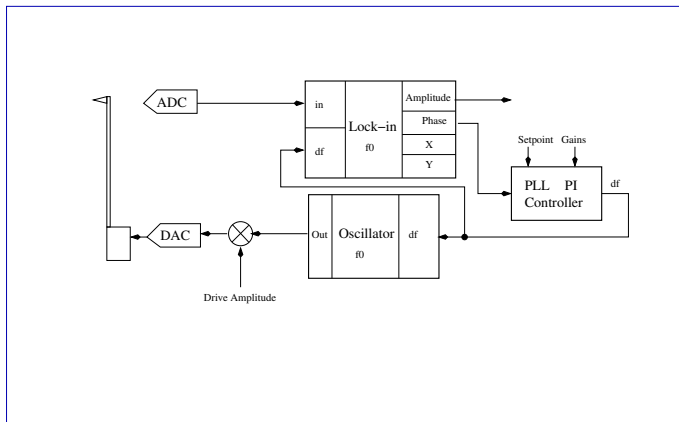 ADC
in
df
Lock-in
f0
Amplitude
Phase
X
Y
Setpoint
Gains
PLL PI
Controller
df
DAC
Drive Amplitude
Out
Oscillator
f0
df